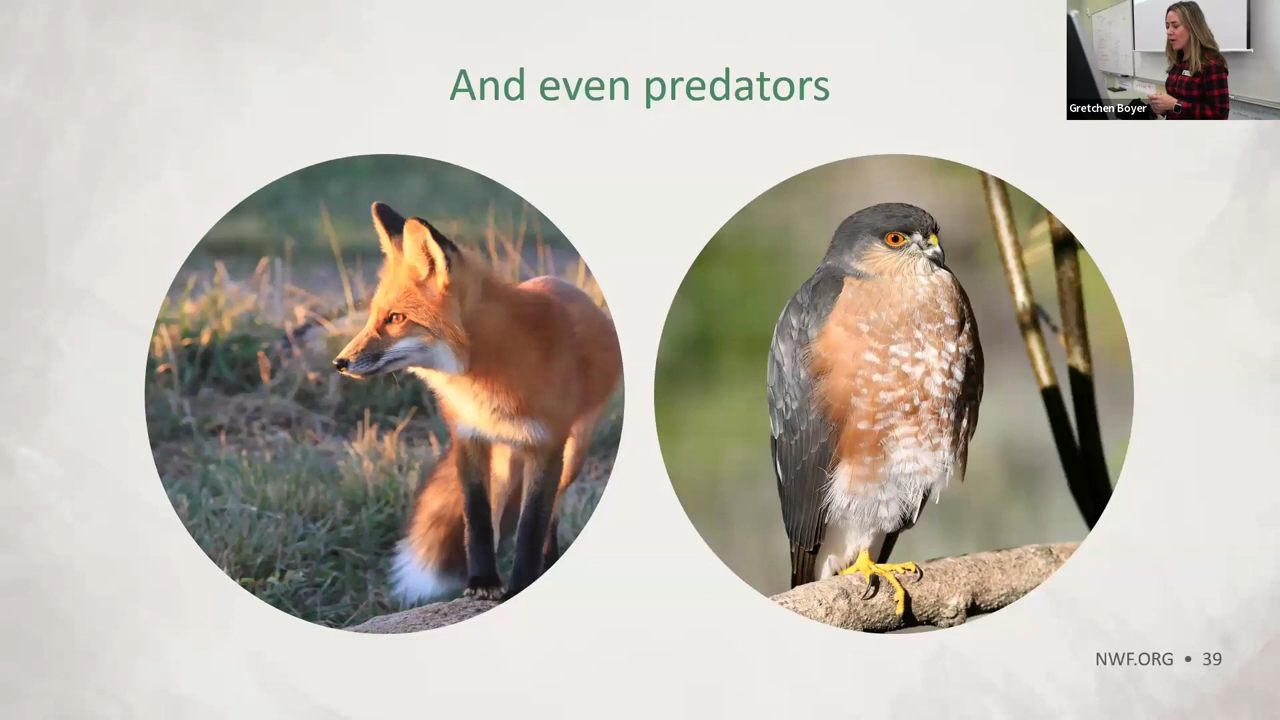 And even predators
Gretchen Boyer
NWF.ORG • 39